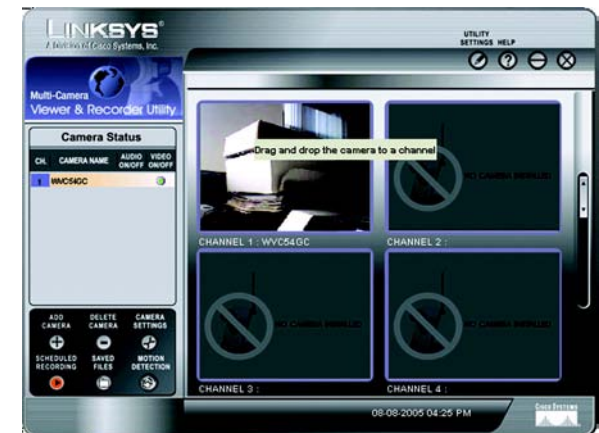 LINKSYS®
A Division of Cisco Systems, Inc.
UTILITY
SETTINGS HELP
Multi-Camera
Viewer & Recorder Utility
Camera Status
CH. CAMERA NAME AUDIO ON/OFF VIDEO ON/OFF
1 WVC54GC
Drag and drop the camera to a channel
NO CAMERA INSTALLED
CHANNEL 1 : WVC54GC
CHANNEL 2 :
NO CAMERA INSTALLED
NO CAMERA INSTALLED
CHANNEL 3 :
CHANNEL 4 :
ADD CAMERA
DELETE CAMERA
CAMERA SETTINGS
SCHEDULED RECORDING
SAVED FILES
MOTION DETECTION
08-08-2005 04:25 PM
CISCO SYSTEMS